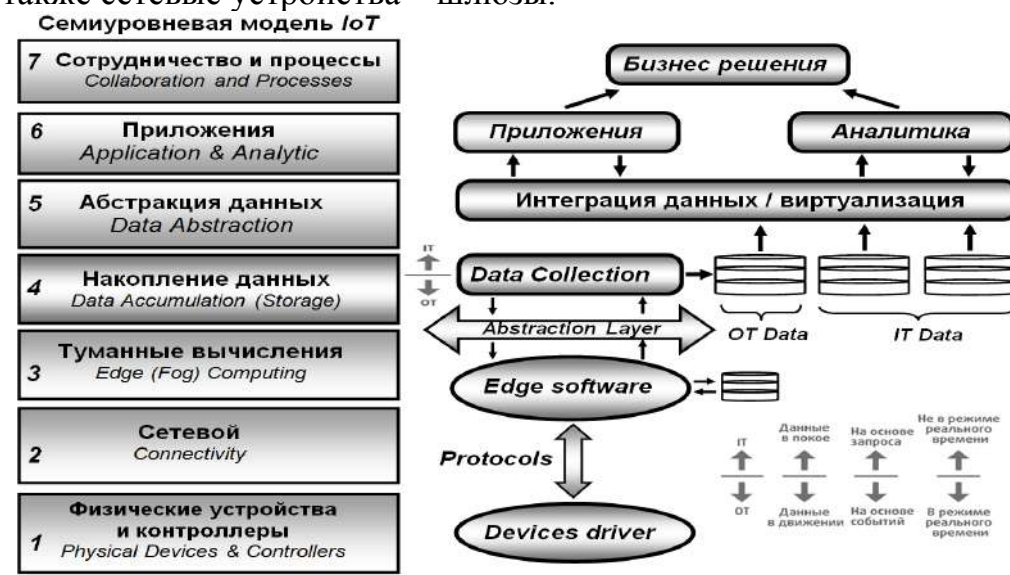 также сетевые устройства – шлюзы.
Семиуровневая модель IoT
7 Сотрудничество и процессы
Collaboration and Processes
6 Приложения
Application & Analytic
5 Абстракция данных
Data Abstraction
4 Накопление данных
Data Accumulation (Storage)
3 Туманные вычисления
Edge (Fog) Computing
2 Сетевой
Connectivity
1 Физические устройства
и контроллеры
Physical Devices & Controllers
Бизнес решения
Приложения
Аналитика
Интеграция данных / виртуализация
IT
OT
Data Collection
OT Data
IT Data
Abstraction Layer
Edge software
Protocols
Devices driver
IT
Данные
в покое
На основе
запроса
Не в режиме
реального
времени
OT
Данные
в движении
На основе
событий
В режиме
реального
времени